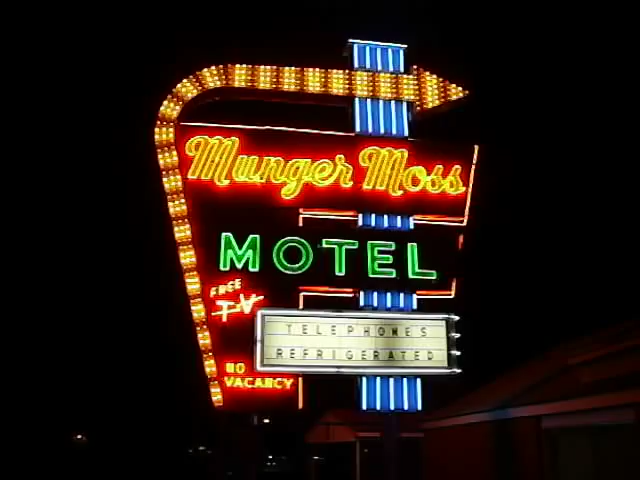 Munger Moss
MOTEL
FREE
TV
TELEPHONES
REFRIGERATED
NO
VACANCY